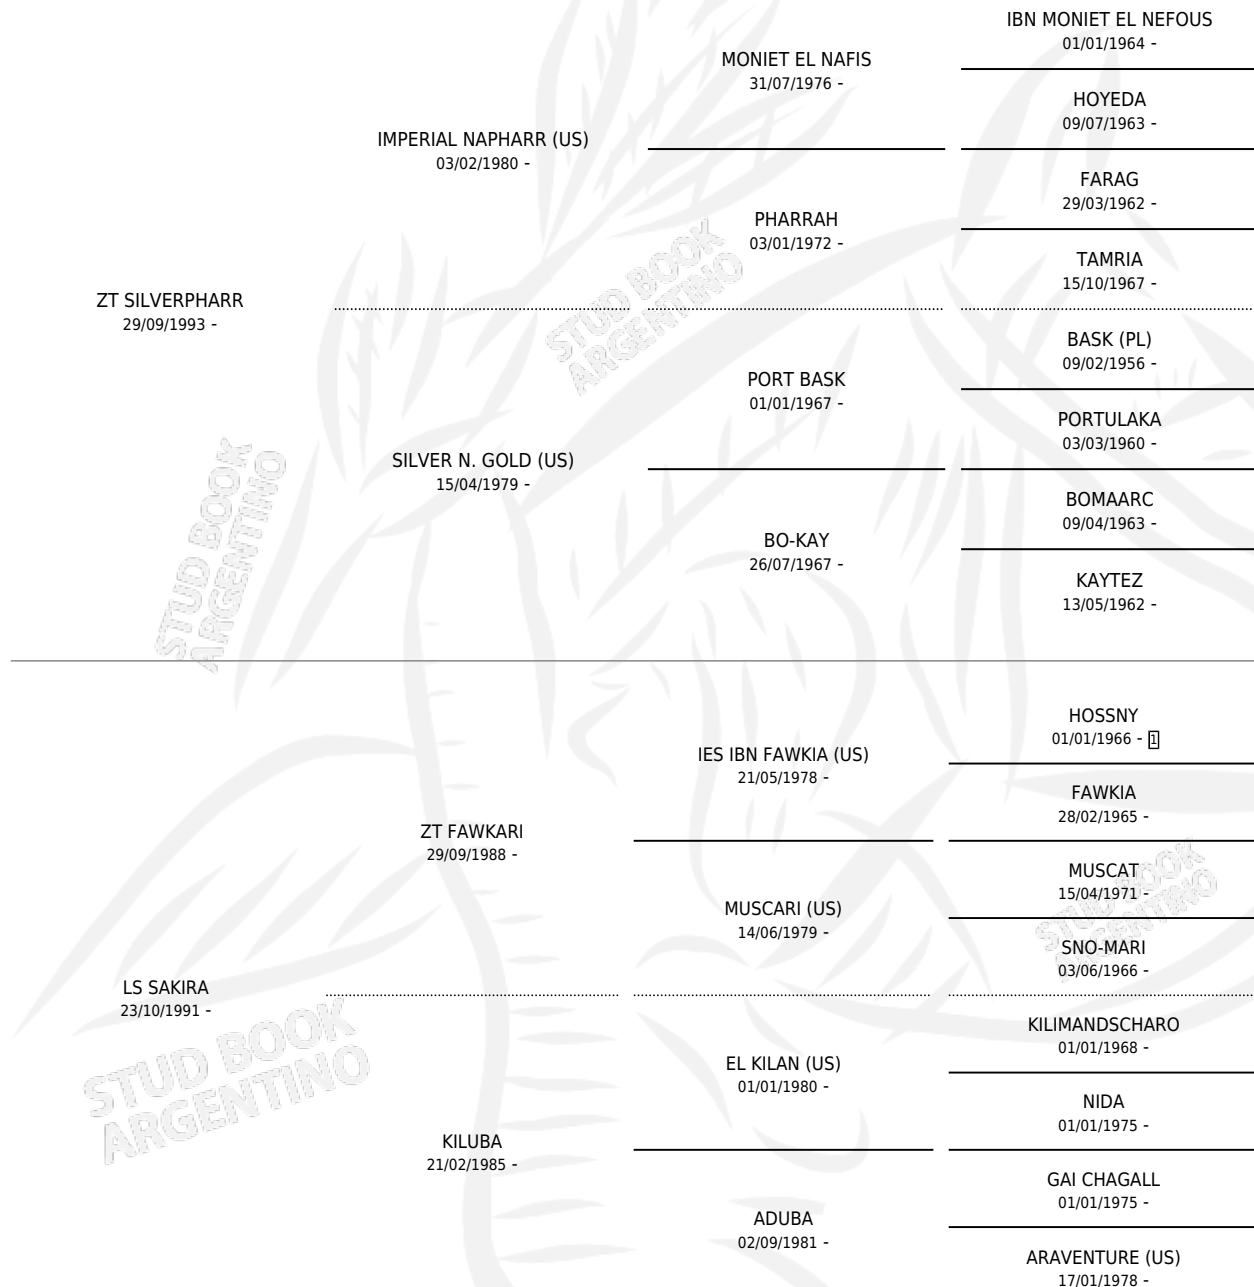 IBN MONIET EL NEFOUS
01/01/1964 -
MONIET EL NAFIS
31/07/1976 -
HOYEDA
09/07/1963 -
IMPERIAL NAPHARR (US)
03/02/1980 -
FARAG
29/03/1962 -
PHARRAH
03/01/1972 -
TAMRIA
15/10/1967 -
ZT SILVERPHARR
29/09/1993 -
BASK (PL)
09/02/1956 -
PORT BASK
01/01/1967 -
PORTULAKA
03/03/1960 -
SILVER N. GOLD (US)
15/04/1979 -
BOMAARC
09/04/1963 -
BO-KAY
26/07/1967 -
KAYTEZ
13/05/1962 -
HOSSNY
01/01/1966 - 1
IES IBN FAWKIA (US)
21/05/1978 -
FAWKIA
28/02/1965 -
ZT FAWKARI
29/09/1988 -
MUSCAT
15/04/1971 -
MUSCARI (US)
14/06/1979 -
SNO-MARI
03/06/1966 -
LS SAKIRA
23/10/1991 -
KILIMANDSCHARO
01/01/1968 -
EL KILAN (US)
01/01/1980 -
NIDA
01/01/1975 -
KILUBA
21/02/1985 -
GAI CHAGALL
01/01/1975 -
ADUBA
02/09/1981 -
ARAVENTURE (US)
17/01/1978 -
STUD BOOK
ARGENTINO
STUD BOOK
ARGENTINO
STUD BOOK
ARGENTINO
STUD BOOK
ARGENTINO